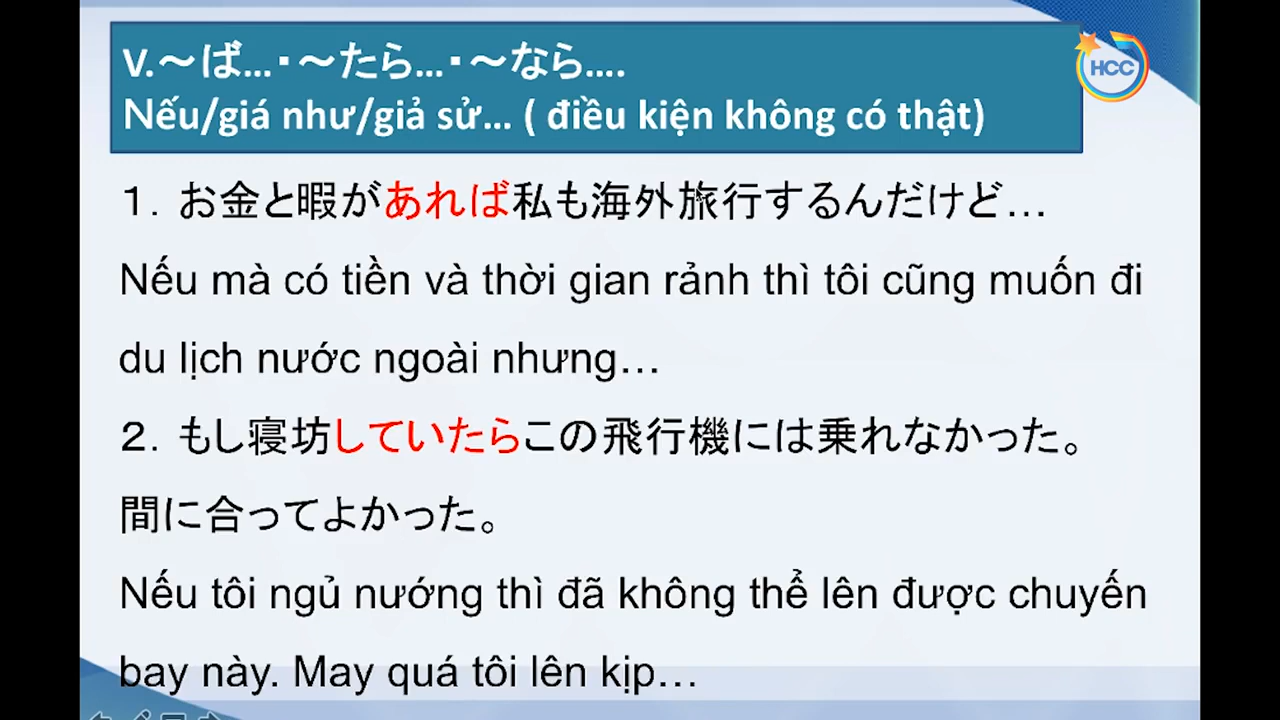 V.～ば...・～たら...・～なら....
Nếu/giá như/giả sử... ( điều kiện không có thật)
HCC
１．お金と暇があれば私も海外旅行するんだけど…
Nếu mà có tiền và thời gian rảnh thì tôi cũng muốn đi
du lịch nước ngoài nhưng…
２．もし寝坊していたらこの飛行機には乗れなかった。
間に合ってよかった。
Nếu tôi ngủ nướng thì đã không thể lên được chuyến
bay này. May quá tôi lên kịp…